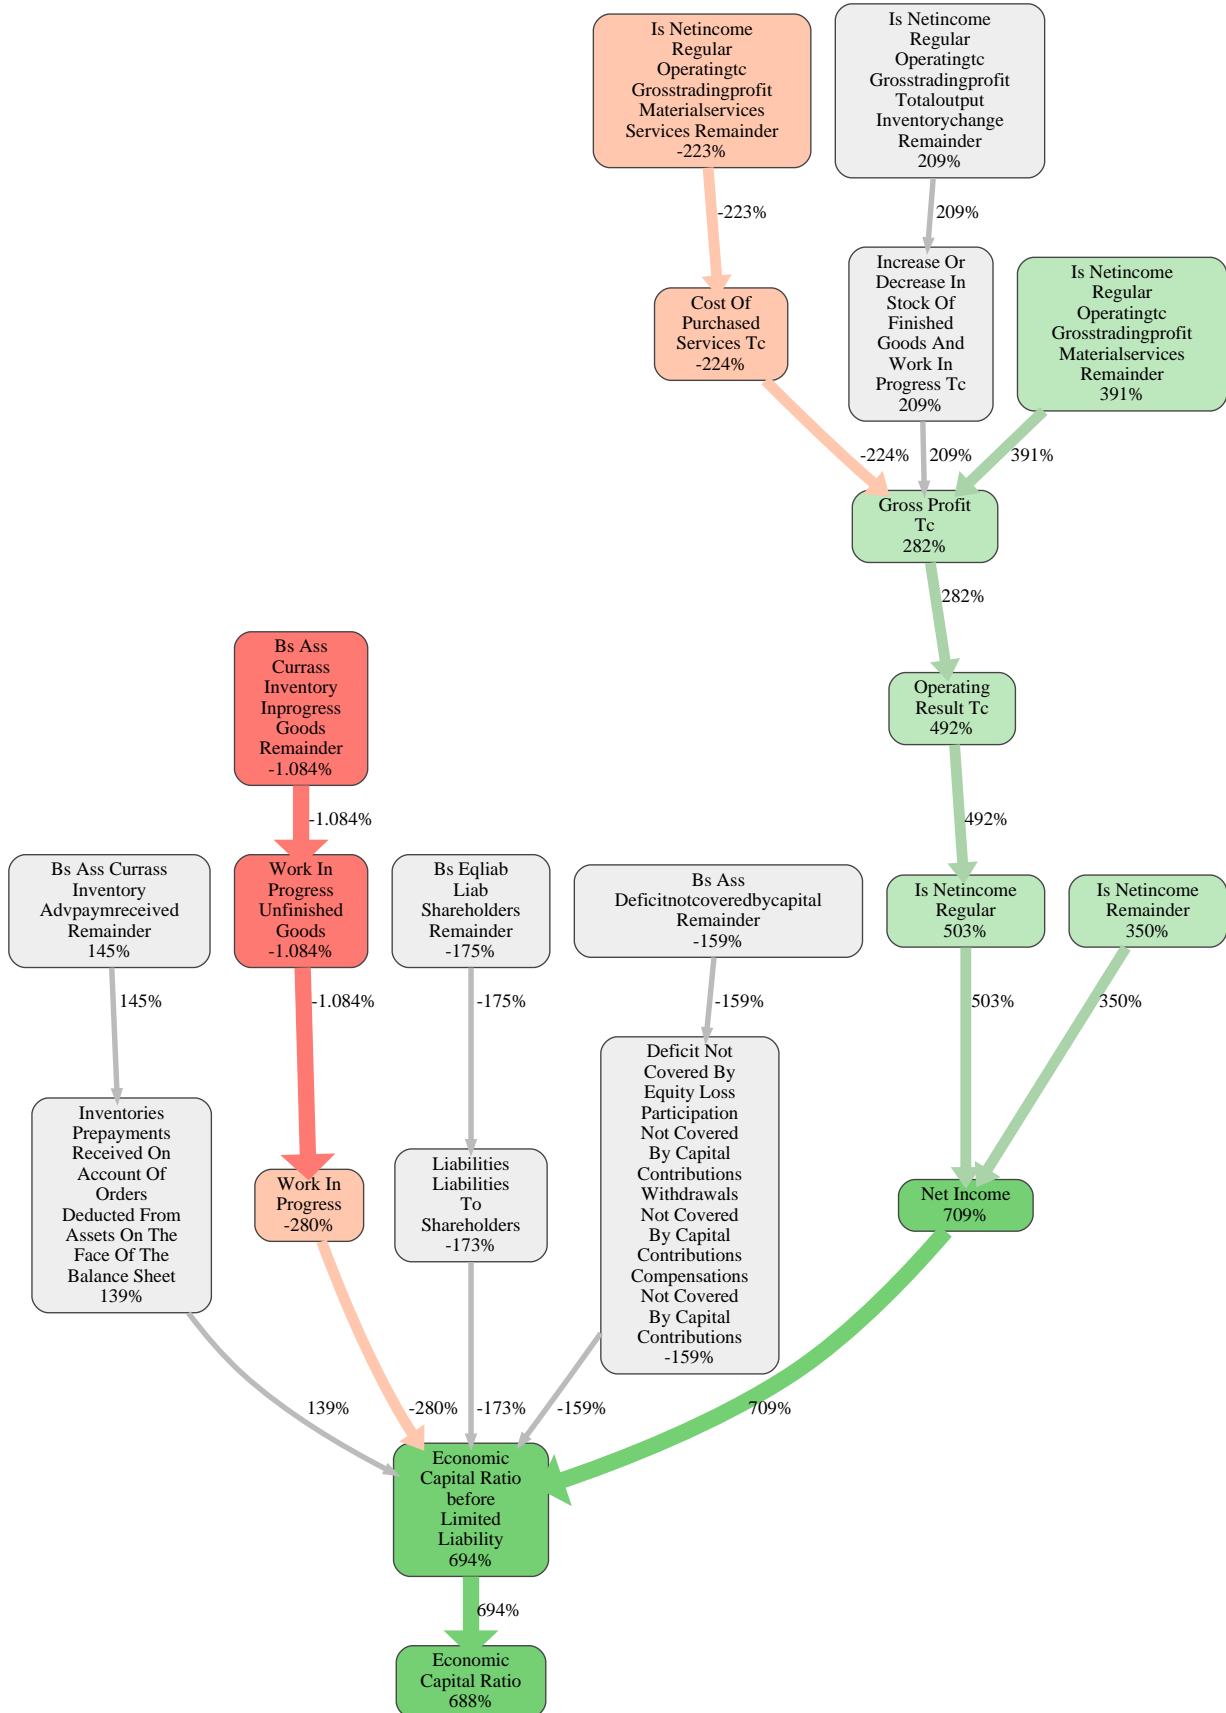 Is Netincome
Regular
Operatingtc
Grosstradingprofit
Materialservices
Services Remainder
-223%
Is Netincome
Regular
Operatingtc
Grosstradingprofit
Totaloutput
Inventorychange
Remainder
209%
-223%
209%
Cost Of
Purchased
Services Tc
-224%
Increase Or
Decrease In
Stock Of
Finished
Goods And
Work In
Progress Tc
209%
Is Netincome
Regular
Operatingtc
Grosstradingprofit
Materialservices
Remainder
391%
-224%
209%
391%
Gross Profit
Tc
282%
282%
Bs Ass
Currass
Inventory
Inprogress
Goods
Remainder
-1.084%
Operating
Result Tc
492%
-1.084%
492%
Bs Ass Currass
Inventory
Advpaymreceived
Remainder
145%
Work In
Progress
Unfinished
Goods
-1.084%
Bs Eqliab
Liab
Shareholders
Remainder
-175%
Bs Ass
Deficitnotcoveredbycapital
Remainder
-159%
Is Netincome
Regular
503%
Is Netincome
Remainder
350%
145%
-1.084%
-175%
-159%
503%
350%
Inventories
Prepayments
Received On
Account Of
Orders
Deducted From
Assets On The
Face Of The
Balance Sheet
139%
Work In
Progress
-280%
Liabilities
Liabilities
To
Shareholders
-173%
Deficit Not
Covered By
Equity Loss
Participation
Not Covered
By Capital
Contributions
Withdrawals
Not Covered
By Capital
Contributions
Compensations
Not Covered
By Capital
Contributions
-159%
Net Income
709%
139%
-280%
-173%
-159%
709%
Economic
Capital Ratio
before
Limited
Liability
694%
694%
Economic
Capital Ratio
688%